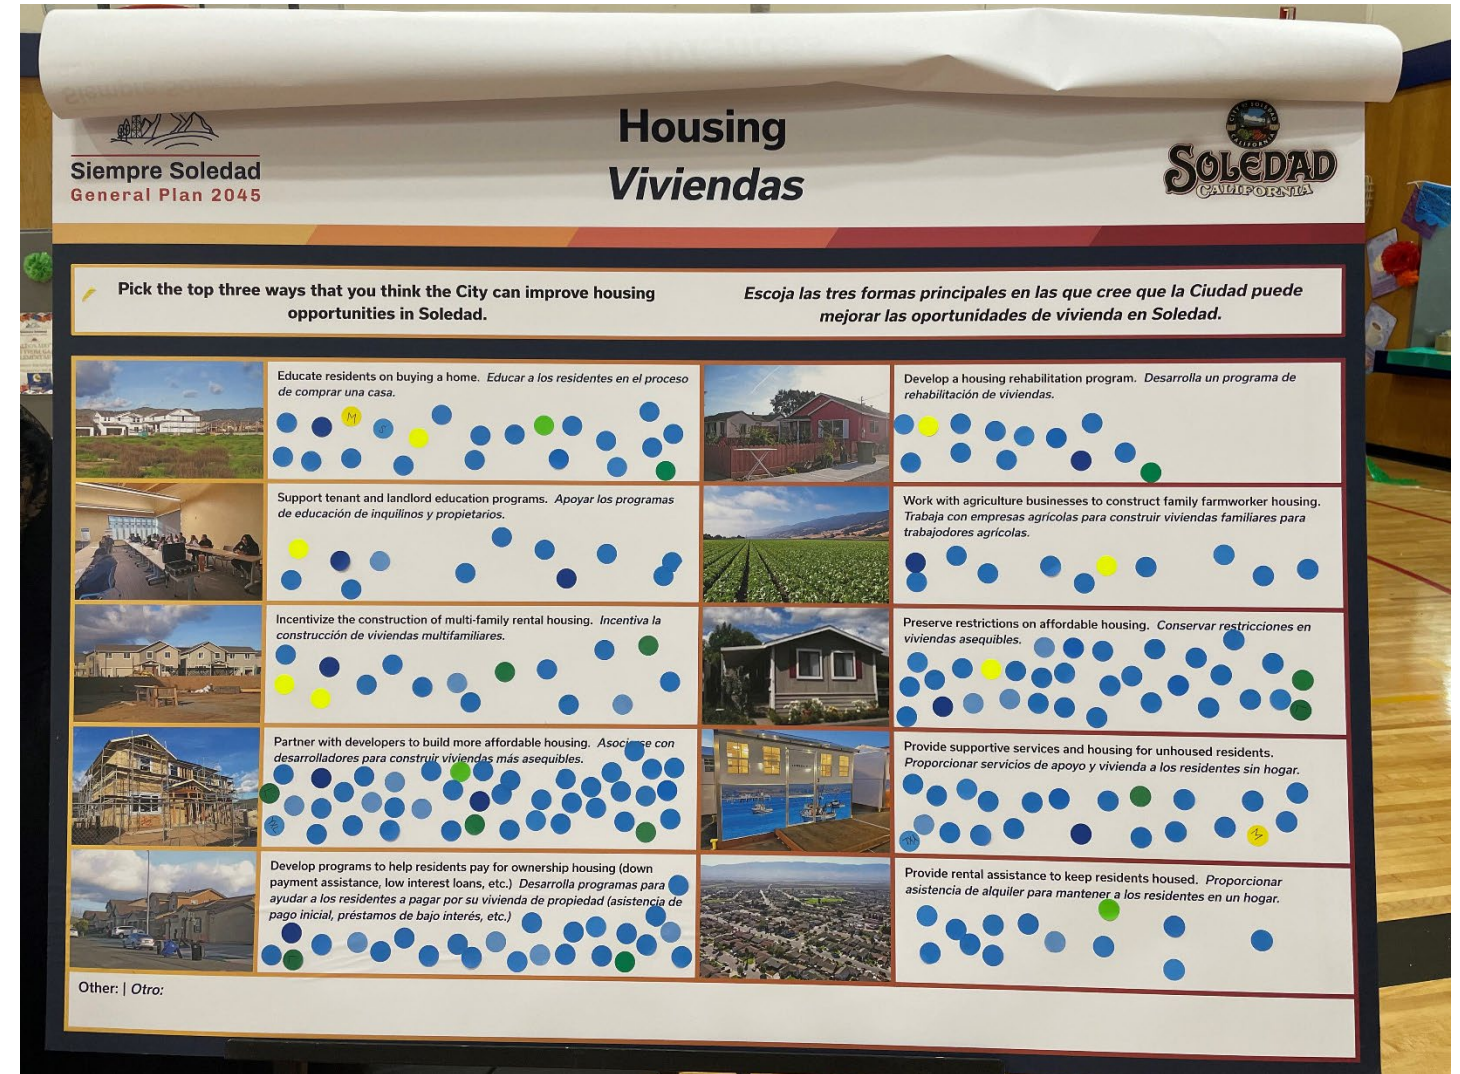 Siempre Soledad
General Plan 2045
Housing
Viviendas
CITY OF SOLEDAD
CALIFORNIA
SOLEDAD
CALIFORNIA
Pick the top three ways that you think the City can improve housing
opportunities in Soledad.
Escoja las tres formas principales en las que cree que la Ciudad puede
mejorar las oportunidades de vivienda en Soledad.
Educate residents on buying a home. Educar a los residentes en el proceso
de comprar una casa.
M
S
Develop a housing rehabilitation program. Desarrolla un programa de
rehabilitación de viviendas.
Support tenant and landlord education programs. Apoyar los programas
de educación de inquilinos y propietarios.
Work with agriculture businesses to construct family farmworker housing.
Trabaja con empresas agrícolas para construir viviendas familiares para
trabajadores agrícolas.
Incentivize the construction of multi-family rental housing. Incentiva la
construcción de viviendas multifamiliares.
Preserve restrictions on affordable housing. Conservar restricciones en
viviendas asequibles.
Partner with developers to build more affordable housing. Asociarse con
desarrolladores para construir viviendas más asequibles.
Provide supportive services and housing for unhoused residents.
Proporcionar servicios de apoyo y vivienda a los residentes sin hogar.
Develop programs to help residents pay for ownership housing (down
payment assistance, low interest loans, etc.) Desarrolla programas para
ayudar a los residentes a pagar por su vivienda de propiedad (asistencia de
pago inicial, préstamos de bajo interés, etc.)
Provide rental assistance to keep residents housed. Proporcionar
asistencia de alquiler para mantener a los residentes en un hogar.
Other: | Otro: